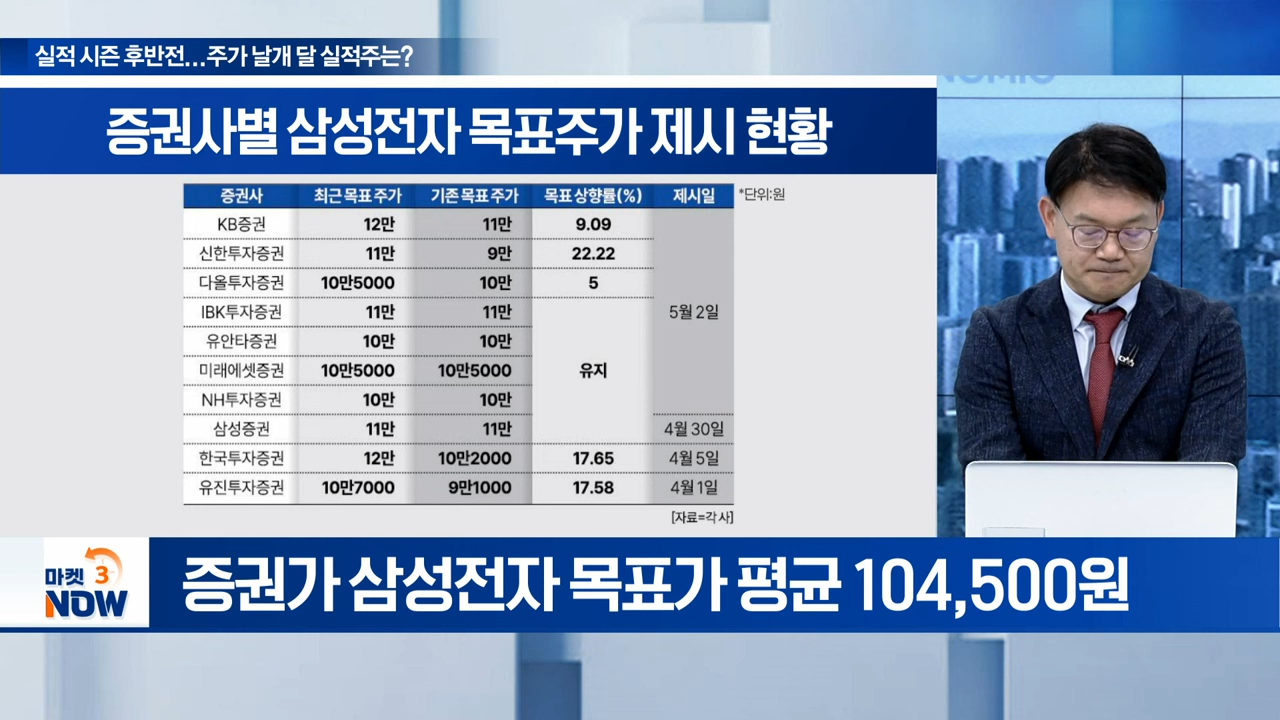 실적 시즌 후반전...주가 날개 달 실적주는?
증권사별 삼성전자 목표주가 제시 현황
*단위:원
증권사 최근 목표 주가 기존 목표 주가 목표 상향률(%) 제시일
KB증권 12만 11만 9.09
신한투자증권 11만 9만 22.22
다올투자증권 10만5000 10만 5
IBK투자증권 11만 11만 5월 2일
유안타증권 10만 10만
미래에셋증권 10만5000 10만5000 유지
NH투자증권 10만 10만
삼성증권 11만 11만 4월 30일
한국투자증권 12만 10만2000 17.65 4월 5일
유진투자증권 10만7000 9만1000 17.58 4월 1일
[자료=각 사]
마켓 3
NOW
증권가 삼성전자 목표가 평균 104,500원